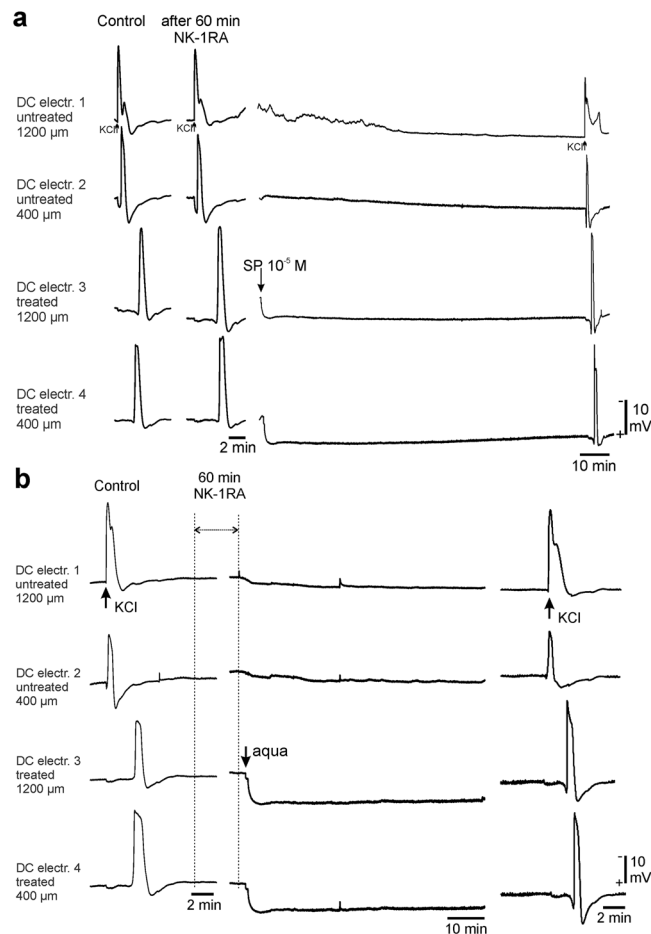 a
Control
after 60 min
NK-1RA
DC electr. 1
untreated
1200 µm
KCl
KCl
KCl
DC electr. 2
untreated
400 µm
SP 10⁻⁵ M
DC electr. 3
treated
1200 µm
DC electr. 4
treated
400 µm
2 min
-
+
10
mV
10 min
b
Control
60 min
NK-1RA
DC electr. 1
untreated
1200 µm
KCl
KCl
DC electr. 2
untreated
400 µm
aqua
DC electr. 3
treated
1200 µm
DC electr. 4
treated
400 µm
2 min
10 min
-
+
10
mV
2 min